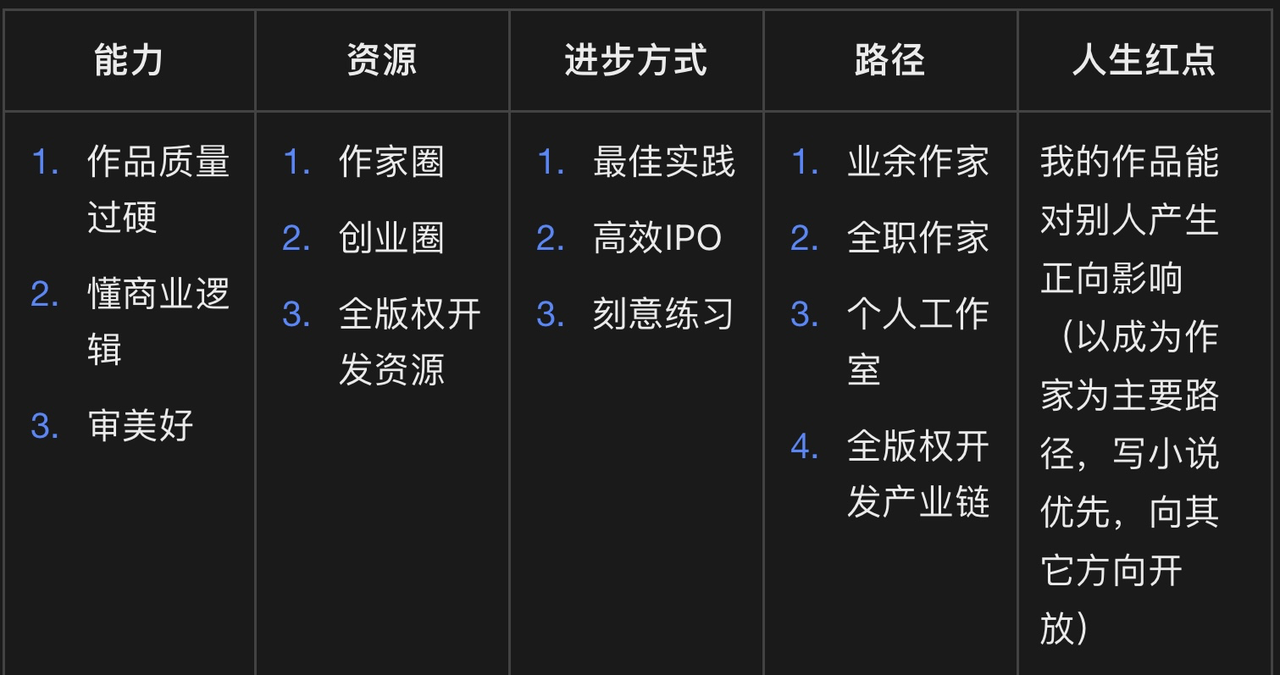 能力
资源
进步方式
路径
人生红点
1. 作品质量
过硬
2. 懂商业逻
辑
3. 审美好
1. 作家圈
2. 创业圈
3. 全版权开
发资源
1. 最佳实践
2. 高效IPO
3. 刻意练习
1. 业余作家
2. 全职作家
3. 个人工作
室
4. 全版权开
发产业链
我的作品能
对别人产生
正向影响
（以成为作
家为主要路
径，写小说
优先，向其
它方向开
放）